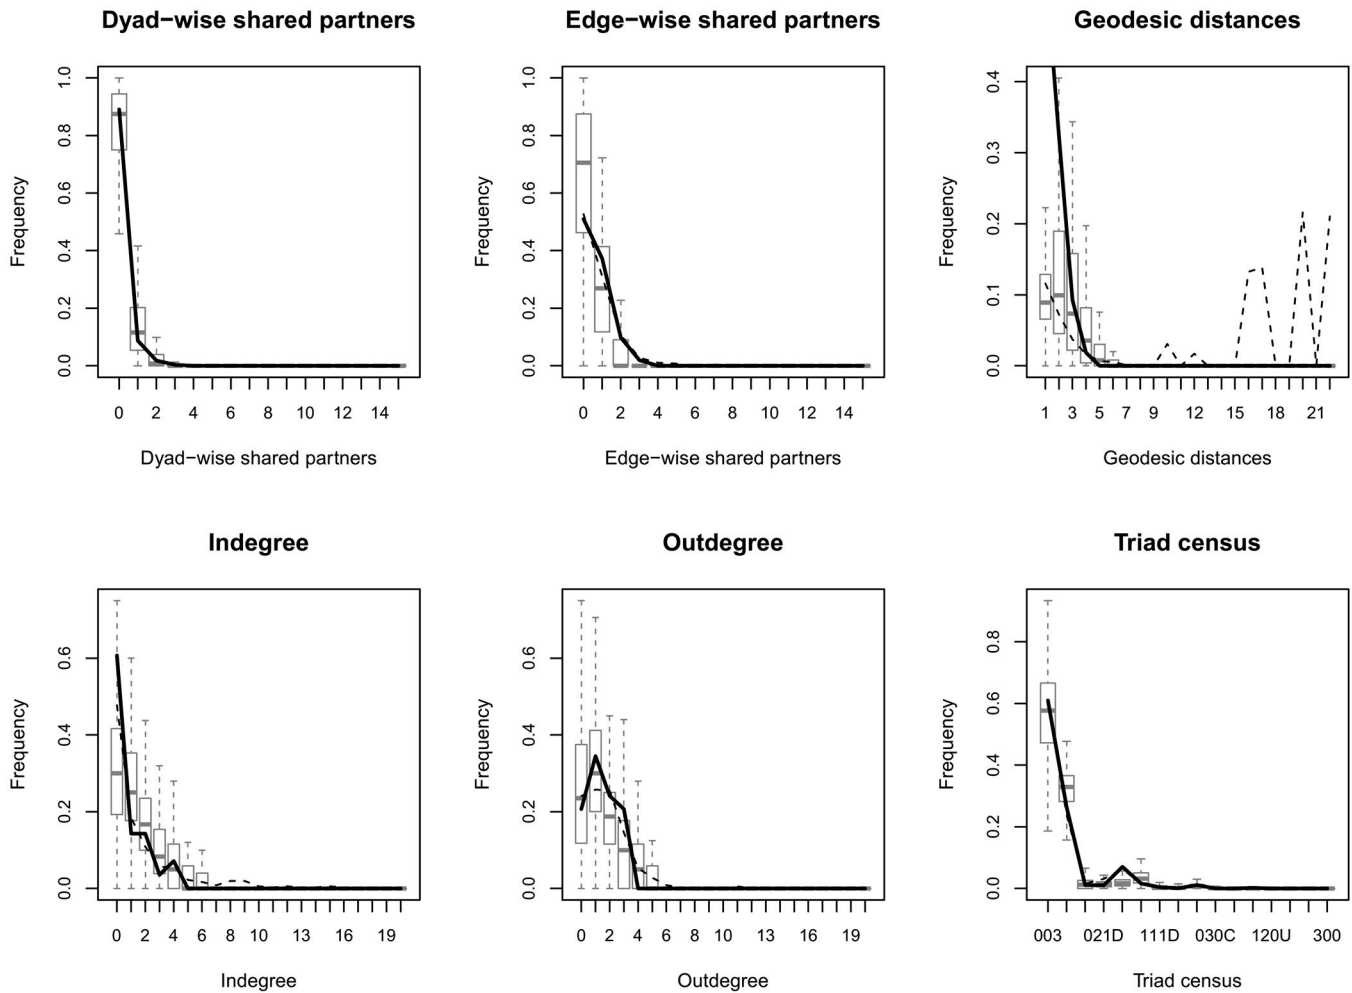 Dyad−wise shared partners
Edge−wise shared partners
Geodesic distances
Frequency
1.0
0.8
0.6
0.4
0.2
0.0
0 2 4 6 8 10 12 14
Dyad−wise shared partners
Frequency
1.0
0.8
0.6
0.4
0.2
0.0
0 2 4 6 8 10 12 14
Edge−wise shared partners
Frequency
0.4
0.3
0.2
0.1
0.0
1 3 5 7 9 12 15 18 21
Geodesic distances
Indegree
Outdegree
Triad census
Frequency
0.6
0.4
0.2
0.0
0 2 4 6 8 10 13 16 19
Indegree
Frequency
0.6
0.4
0.2
0.0
0 2 4 6 8 10 13 16 19
Outdegree
Frequency
0.8
0.6
0.4
0.2
0.0
003 021D 111D 030C 120U 300
Triad census